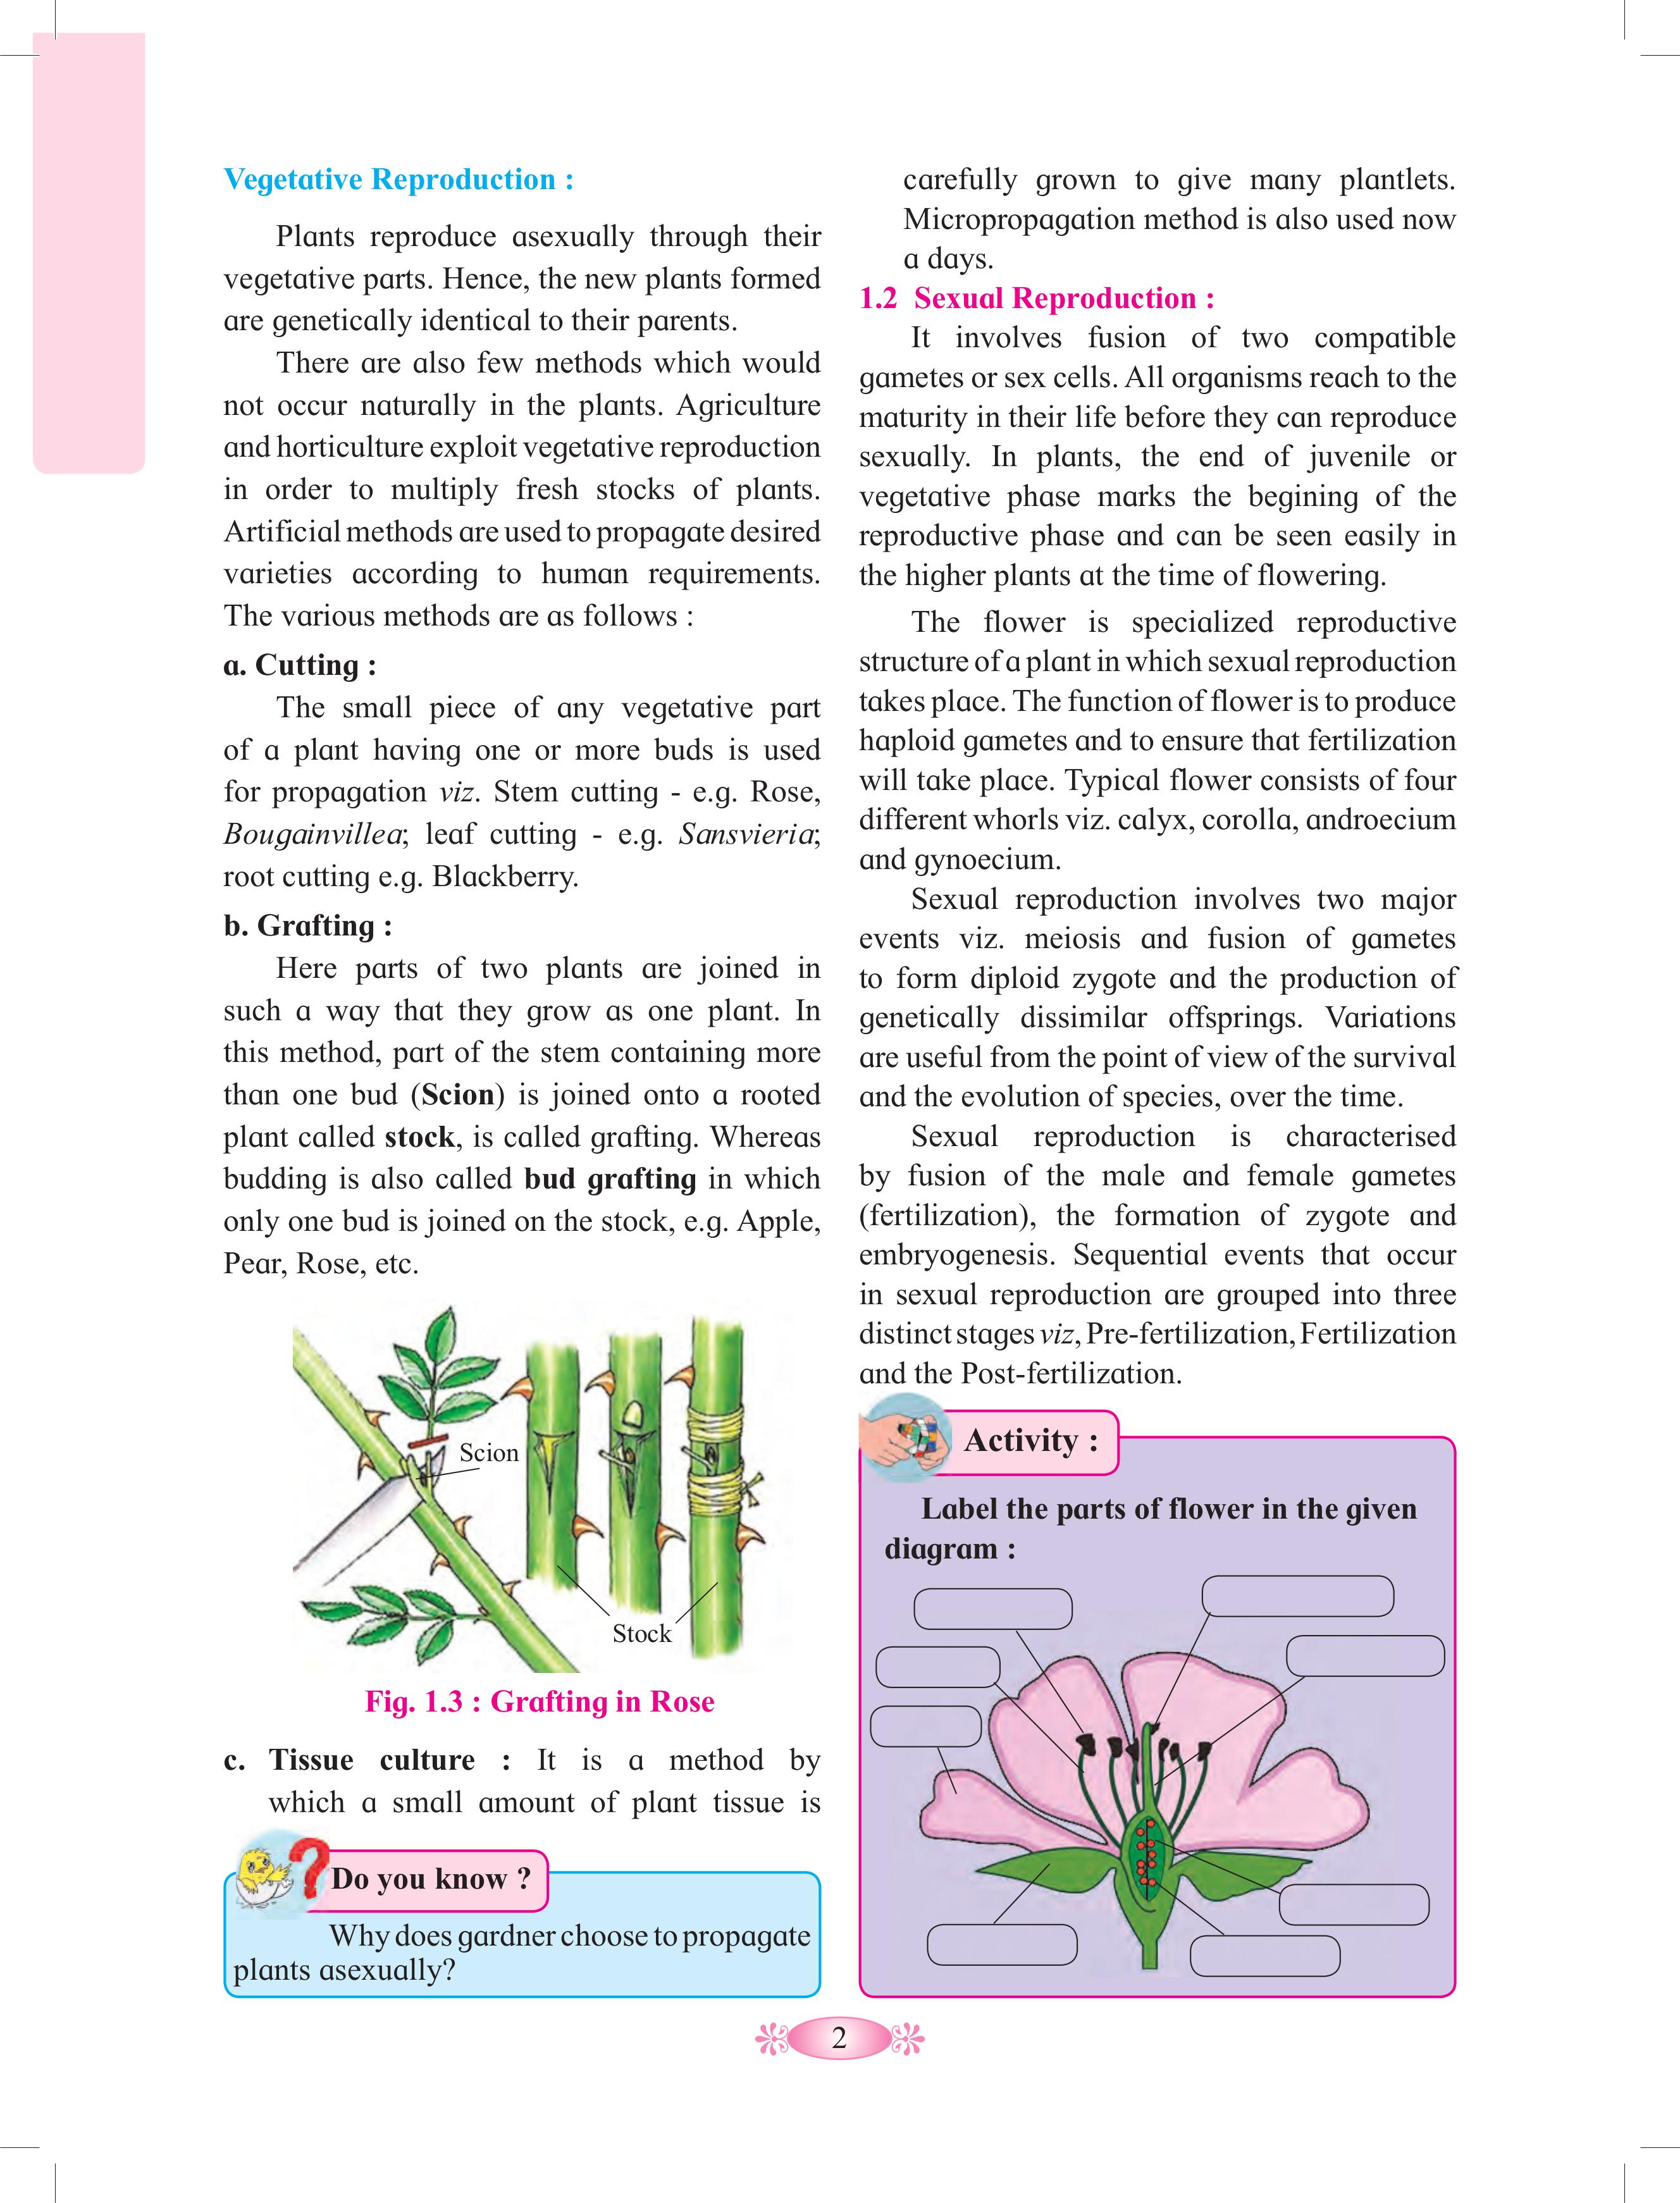 Vegetative Reproduction :
Plants reproduce asexually through their
vegetative parts. Hence, the new plants formed
are genetically identical to their parents.
There are also few methods which would
not occur naturally in the plants. Agriculture
and horticulture exploit vegetative reproduction
in order to multiply fresh stocks of plants.
Artificial methods are used to propagate desired
varieties according to human requirements.
The various methods are as follows :
a. Cutting :
The small piece of any vegetative part
of a plant having one or more buds is used
for propagation viz. Stem cutting - e.g. Rose,
Bougainvillea; leaf cutting - e.g. Sansvieria;
root cutting e.g. Blackberry.
b. Grafting :
Here parts of two plants are joined in
such a way that they grow as one plant. In
this method, part of the stem containing more
than one bud (Scion) is joined onto a rooted
plant called stock, is called grafting. Whereas
budding is also called bud grafting in which
only one bud is joined on the stock, e.g. Apple,
Pear, Rose, etc.
Scion
Stock
Fig. 1.3 : Grafting in Rose
c. Tissue culture : It is a method by
which a small amount of plant tissue is
Do you know ?
Why does gardner choose to propagate
plants asexually?
carefully grown to give many plantlets.
Micropropagation method is also used now
a days.
1.2 Sexual Reproduction :
It involves fusion of two compatible
gametes or sex cells. All organisms reach to the
maturity in their life before they can reproduce
sexually. In plants, the end of juvenile or
vegetative phase marks the begining of the
reproductive phase and can be seen easily in
the higher plants at the time of flowering.
The flower is specialized reproductive
structure of a plant in which sexual reproduction
takes place. The function of flower is to produce
haploid gametes and to ensure that fertilization
will take place. Typical flower consists of four
different whorls viz. calyx, corolla, androecium
and gynoecium.
Sexual reproduction involves two major
events viz. meiosis and fusion of gametes
to form diploid zygote and the production of
genetically dissimilar offsprings. Variations
are useful from the point of view of the survival
and the evolution of species, over the time.
Sexual reproduction is characterised
by fusion of the male and female gametes
(fertilization), the formation of zygote and
embryogenesis. Sequential events that occur
in sexual reproduction are grouped into three
distinct stages viz, Pre-fertilization, Fertilization
and the Post-fertilization.
Activity :
Label the parts of flower in the given
diagram :
2